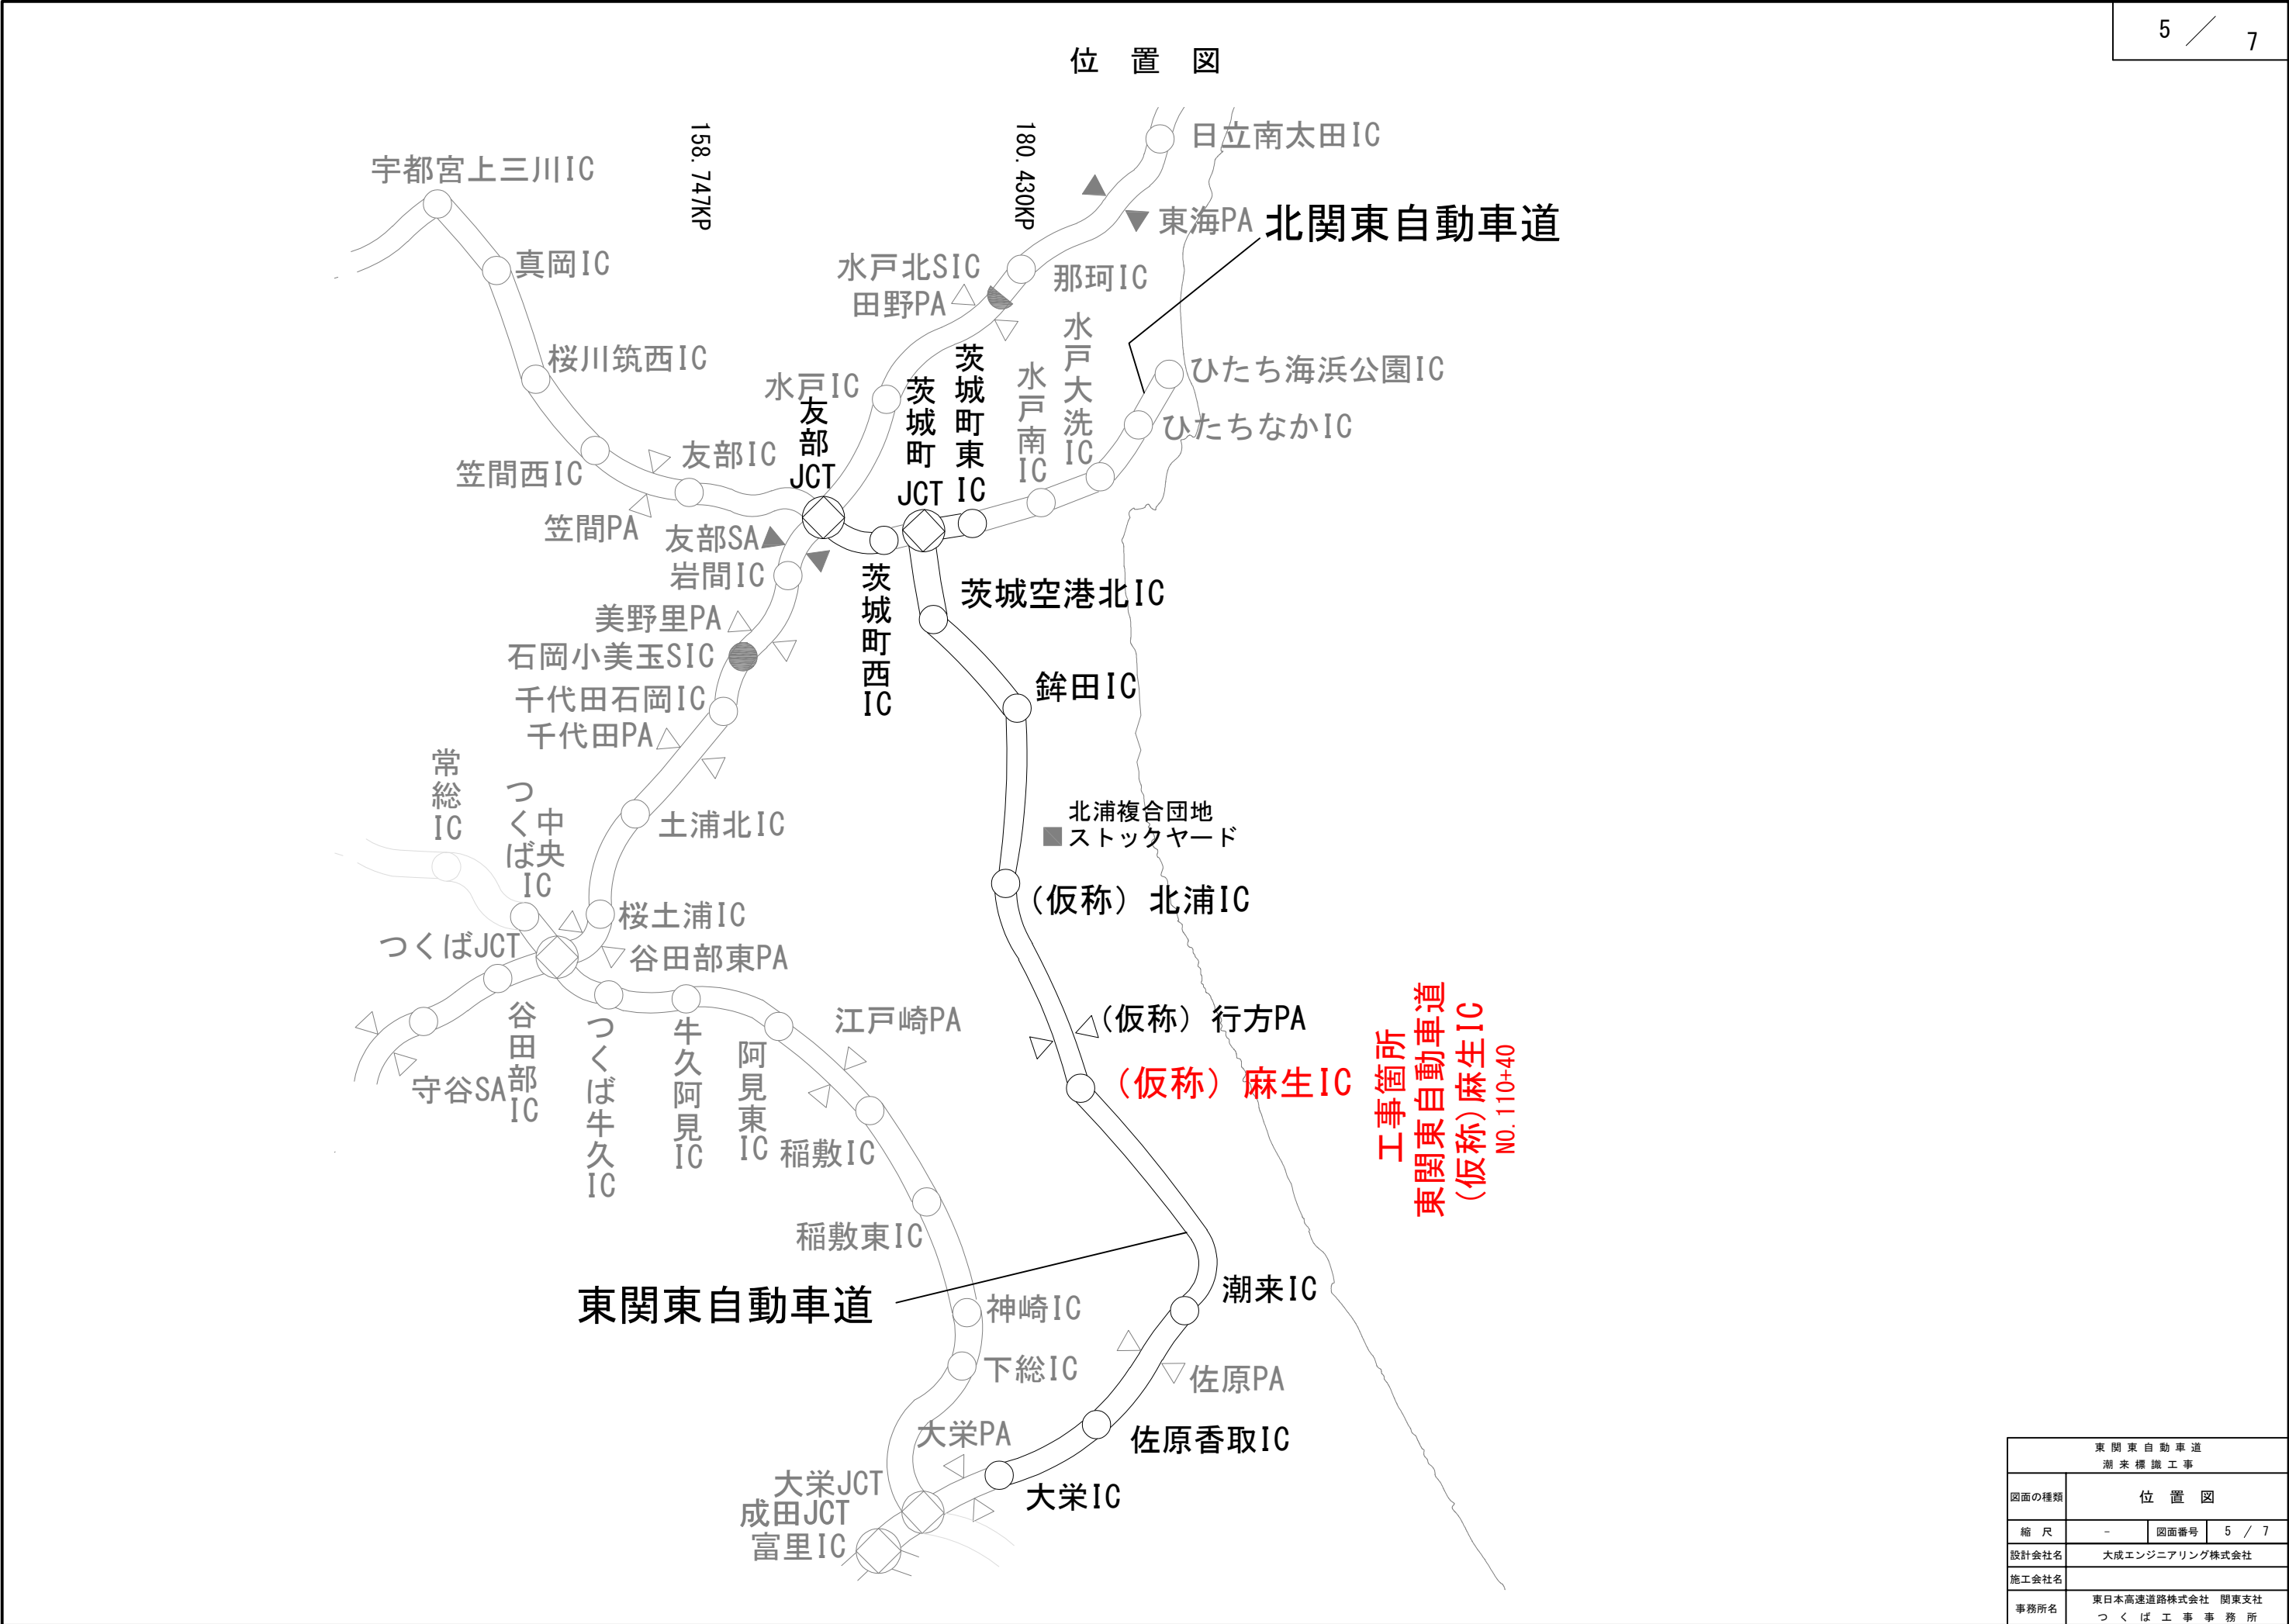 5 ／ 7
位 置 図
158.747KP
180.430KP
日立南太田IC
宇都宮上三川IC
東海PA
北関東自動車道
真岡IC
水戸北SIC
田野PA
那珂IC
水戸大洗IC
桜川筑西IC
水戸IC
友部JCT
茨城町JCT
茨城町東IC
水戸南IC
ひたち海浜公園IC
ひたちなかIC
友部IC
笠間西IC
笠間PA
友部SA
岩間IC
茨城町西IC
茨城空港北IC
美野里PA
石岡小美玉SIC
千代田石岡IC
千代田PA
鉾田IC
常総IC
つくば中央IC
土浦北IC
北浦複合団地
ストックヤード
(仮称) 北浦IC
桜土浦IC
つくばJCT
谷田部東PA
谷田部IC
守谷SA
つくば牛久IC
牛久阿見IC
阿見東IC
江戸崎PA
稲敷IC
(仮称) 行方PA
(仮称) 麻生IC
工事箇所
東関東自動車道
(仮称)麻生IC
NO.110+40
稲敷東IC
東関東自動車道
神崎IC
潮来IC
下総IC
佐原PA
大栄PA
佐原香取IC
大栄JCT
大栄IC
成田JCT
富里IC
東関東自動車道
潮来標識工事
図面の種類 位 置 図
縮 尺 - 図面番号 5 ／ 7
設計会社名 大成エンジニアリング株式会社
施工会社名
事務所名 東日本高速道路株式会社 関東支社
つくば工事事務所